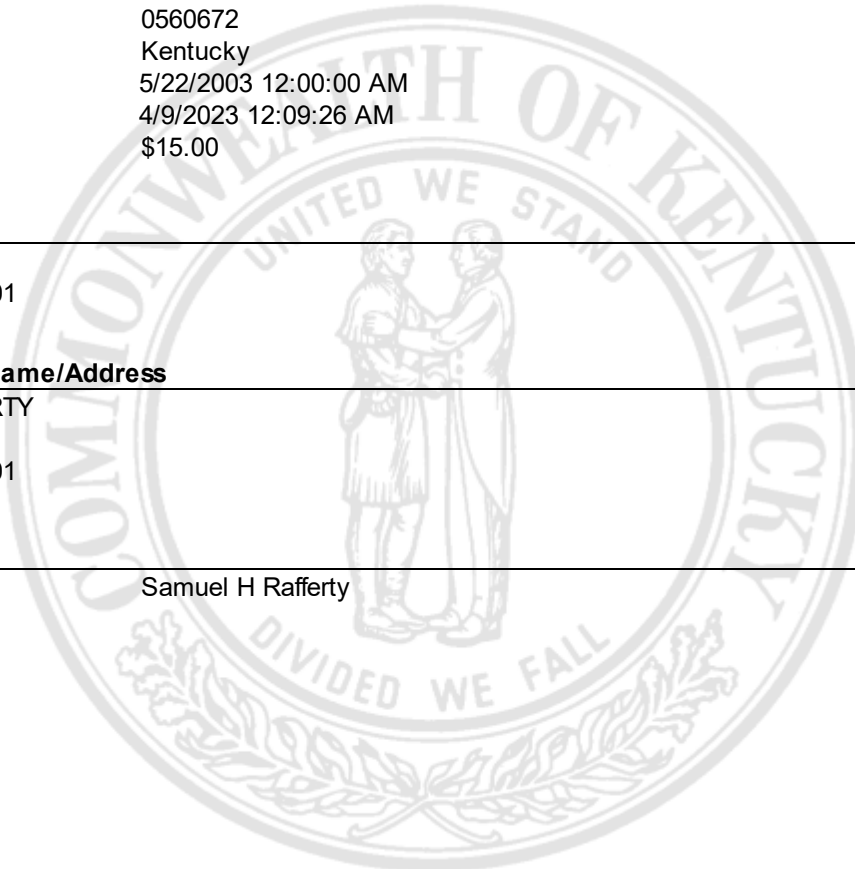 0560672
Kentucky
5/22/2003 12:00:00 AM
4/9/2023 12:09:26 AM
$15.00
COMMONWEALTH OF KENTUCKY
UNITED WE STAND
01
ame/Address
RTY
01
Samuel H Rafferty
DIVIDED WE FALL